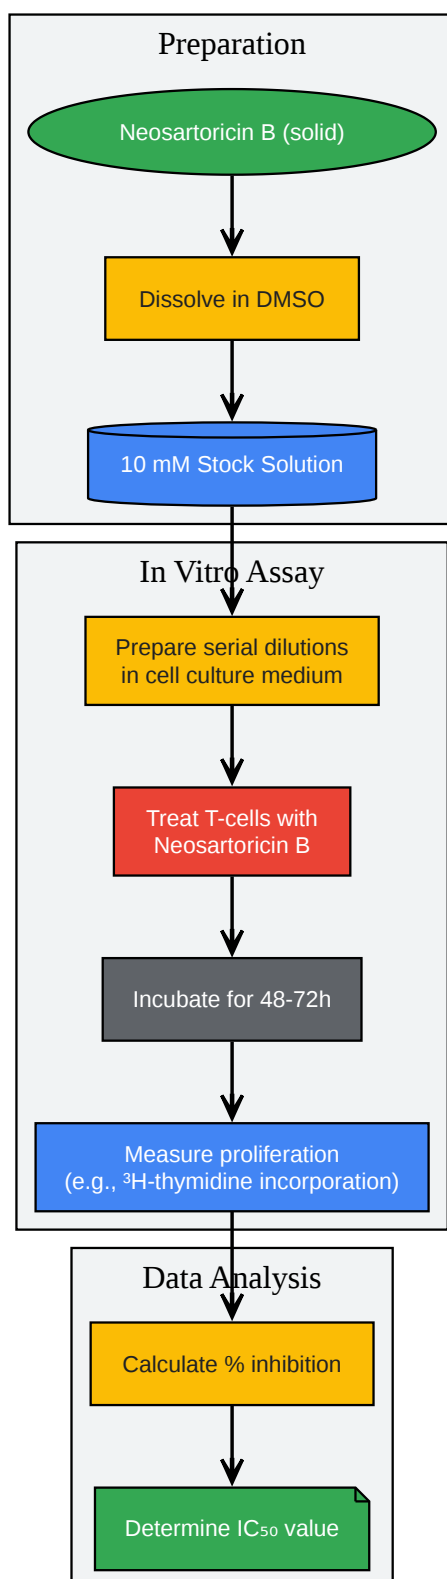 Preparation
Neosartoricin B (solid)
Dissolve in DMSO
10 mM Stock Solution
In Vitro Assay
Prepare serial dilutions
in cell culture medium
Treat T-cells with
Neosartoricin B
Incubate for 48-72h
Measure proliferation
(e.g., ³H-thymidine incorporation)
Data Analysis
Calculate % inhibition
Determine IC₅₀ value